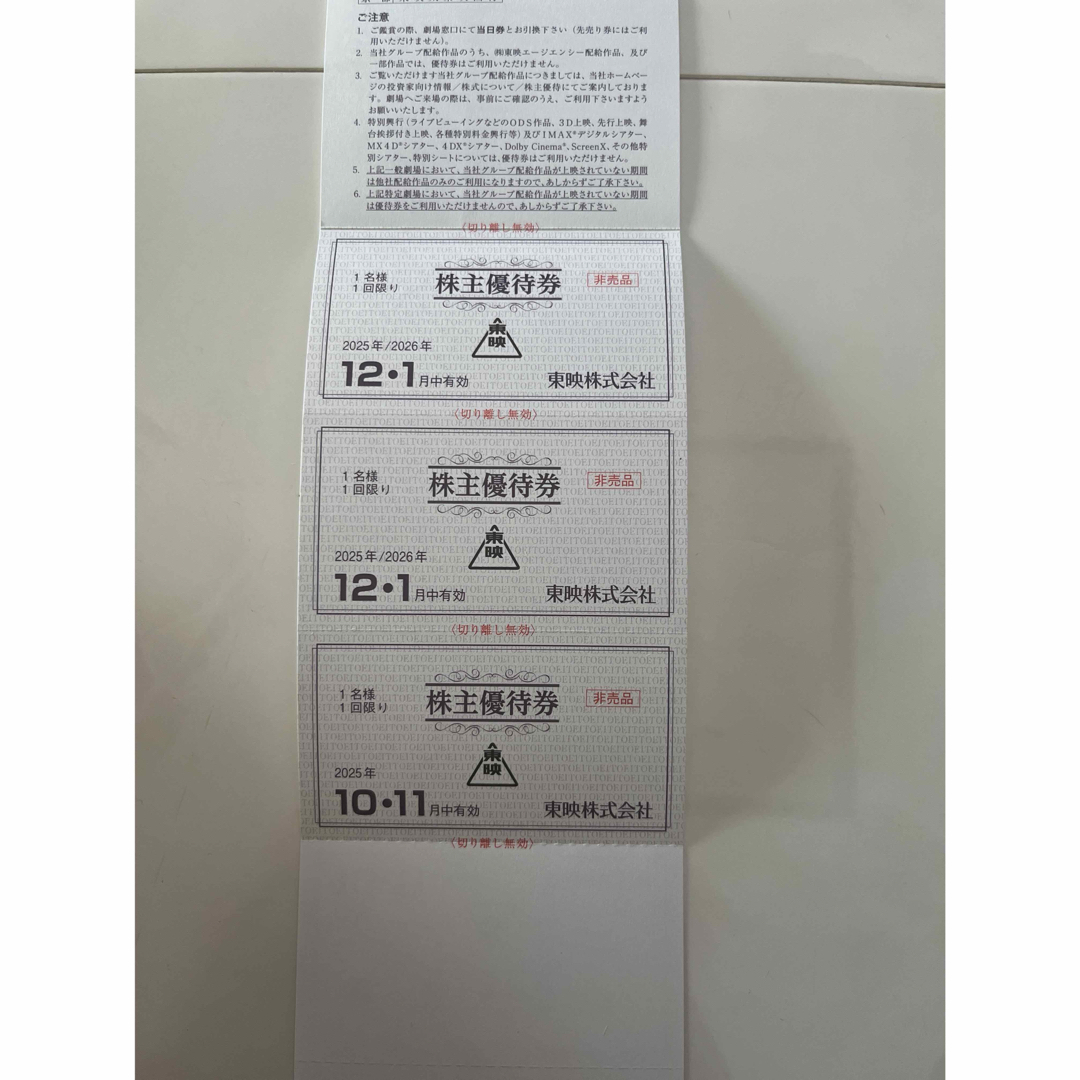 ご注意
1. ご鑑賞の際、劇場窓口にて当日券とお引換下さい（先売り券にはご利
用いただけません）。
2. 当社グループ配給作品のうち、㈱東映エージエンシー配給作品、及び
一部作品では、優待券はご利用いただけません。
3. ご覧いただけます当社グループ配給作品につきましては、当社ホームペー
ジの投資家向け情報／株式について／株主優待にてご案内しておりま
す。劇場へご来場の際は、事前にご確認のうえ、ご利用下さいますよう
お願いいたします。
4. 特別興行（ライブビューイングなどのODS作品、3D上映、先行上映、舞
台挨拶付き上映、各種特別料金興行等）及びIMAX®デジタルシアター、
MX4D®シアター、4DX®シアター、Dolby Cinema®、ScreenX、その他特
別シアター、特別シートについては、優待券はご利用いただけません。
5. 上記一般劇場において、当社グループ配給作品が上映されていない期間
は他社配給作品のみのご利用になりますので、あしからずご了承下さい。
6. 上記特定劇場において、当社グループ配給作品が上映されていない期間
は優待券をご利用いただけませんので、あしからずご了承下さい。
〈切り離し無効〉
1名様
1回限り
株主優待券
非売品
東映
2025年/2026年
12・1月中有効
東映株式会社
〈切り離し無効〉
1名様
1回限り
株主優待券
非売品
東映
2025年/2026年
12・1月中有効
東映株式会社
〈切り離し無効〉
1名様
1回限り
株主優待券
非売品
東映
2025年
10・11月中有効
東映株式会社
〈切り離し無効〉